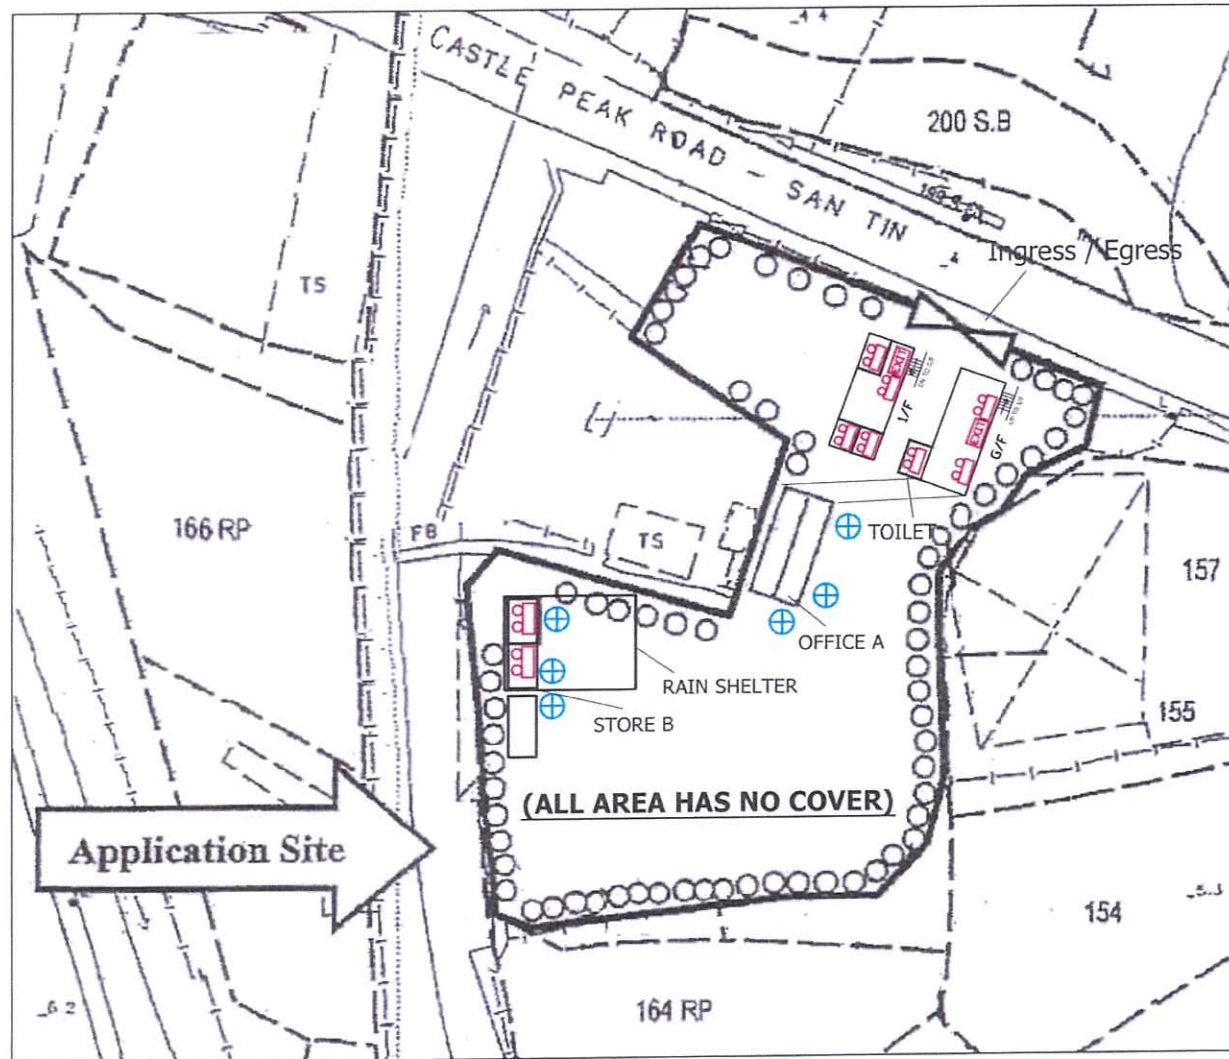 CASTLE PEAK ROAD - SAN TIN
200 S.B
Ingress / Egress
TS
1/F
G/F
166 RP
FB
TS
TOILET
157
OFFICE A
RAIN SHELTER
STORE B
155
(ALL AREA HAS NO COVER)
Application Site
154
164 RP